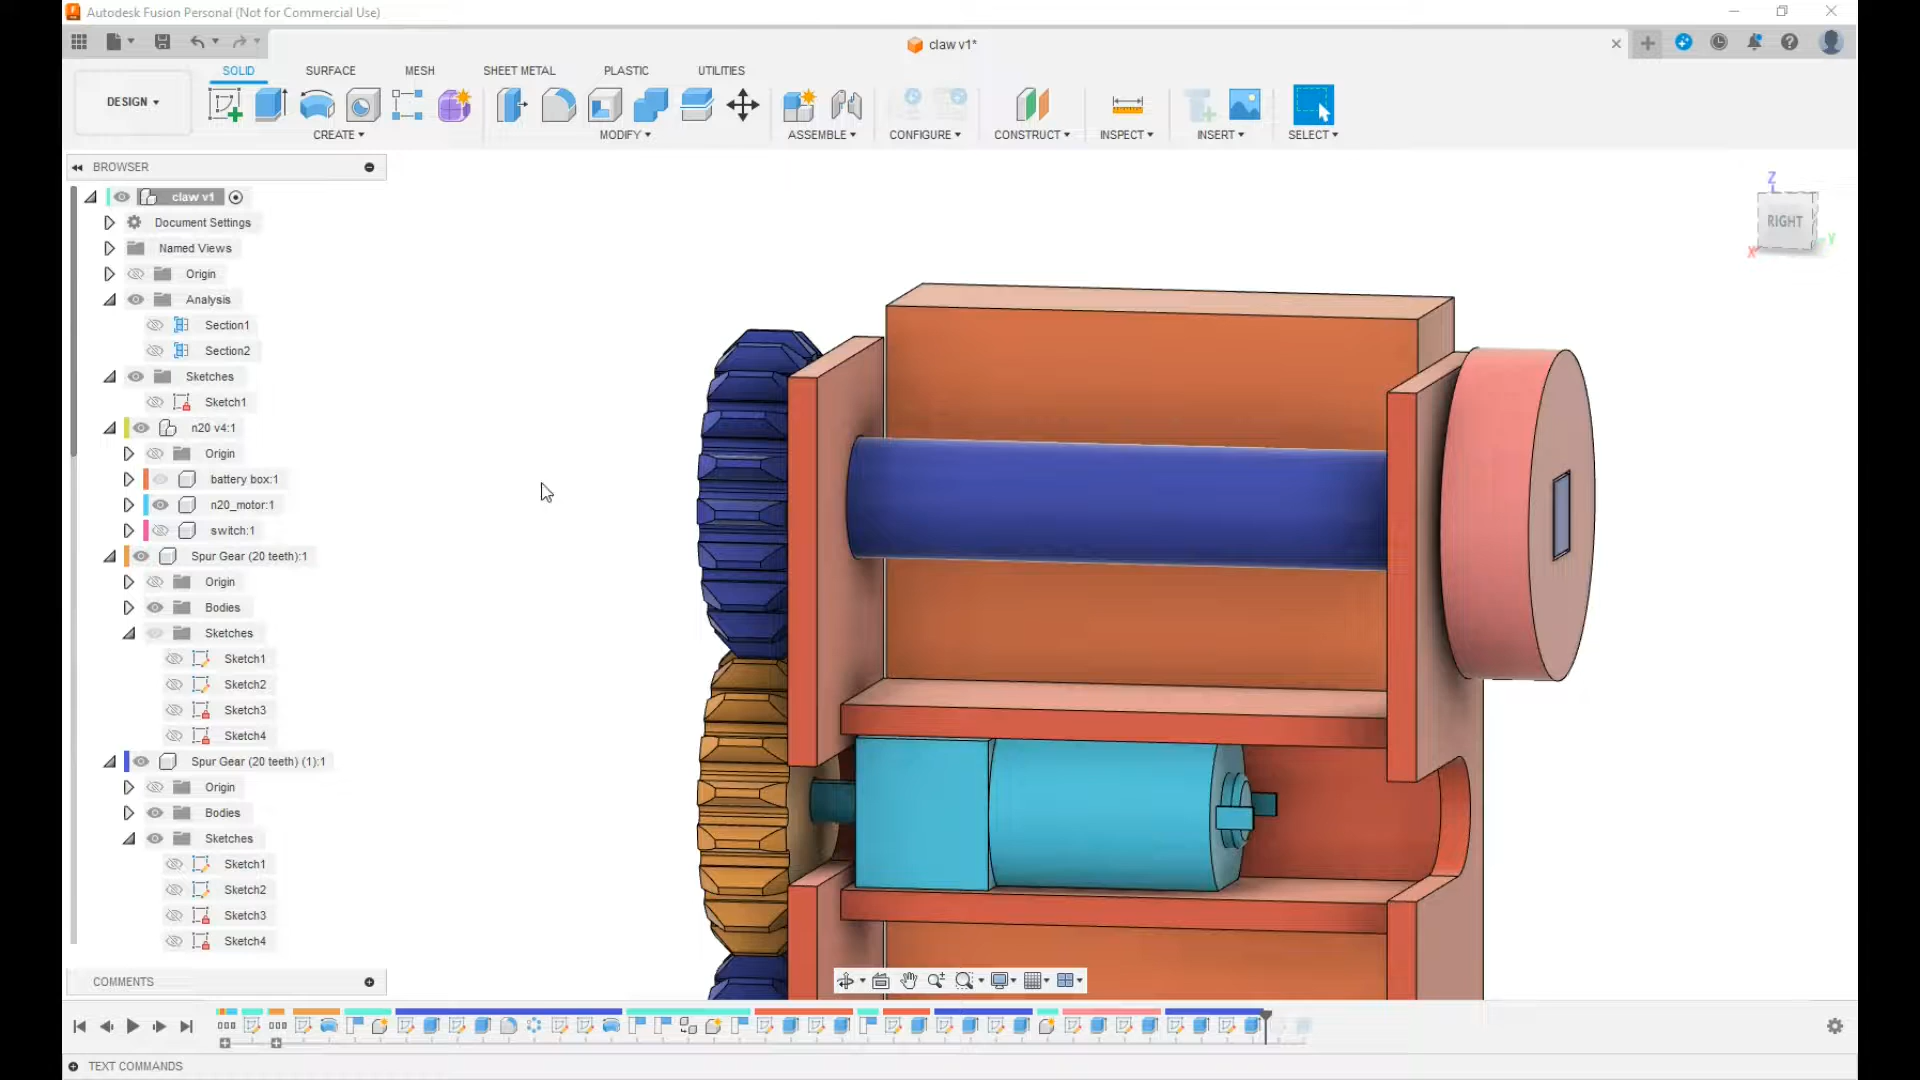 Autodesk Fusion Personal (Not for Commercial Use)
claw v1*
SOLID SURFACE MESH SHEET METAL PLASTIC UTILITIES
DESIGN
CREATE MODIFY ASSEMBLE CONFIGURE CONSTRUCT INSPECT INSERT SELECT
BROWSER
claw v1
Document Settings
Named Views
Origin
Analysis
Section1
Section2
Sketches
Sketch1
n20 v4:1
Origin
battery box:1
n20_motor:1
switch:1
Spur Gear (20 teeth):1
Origin
Bodies
Sketches
Sketch1
Sketch2
Sketch3
Sketch4
Spur Gear (20 teeth) (1):1
Origin
Bodies
Sketches
Sketch1
Sketch2
Sketch3
Sketch4
Z
RIGHT
X
Y
COMMENTS
TEXT COMMANDS